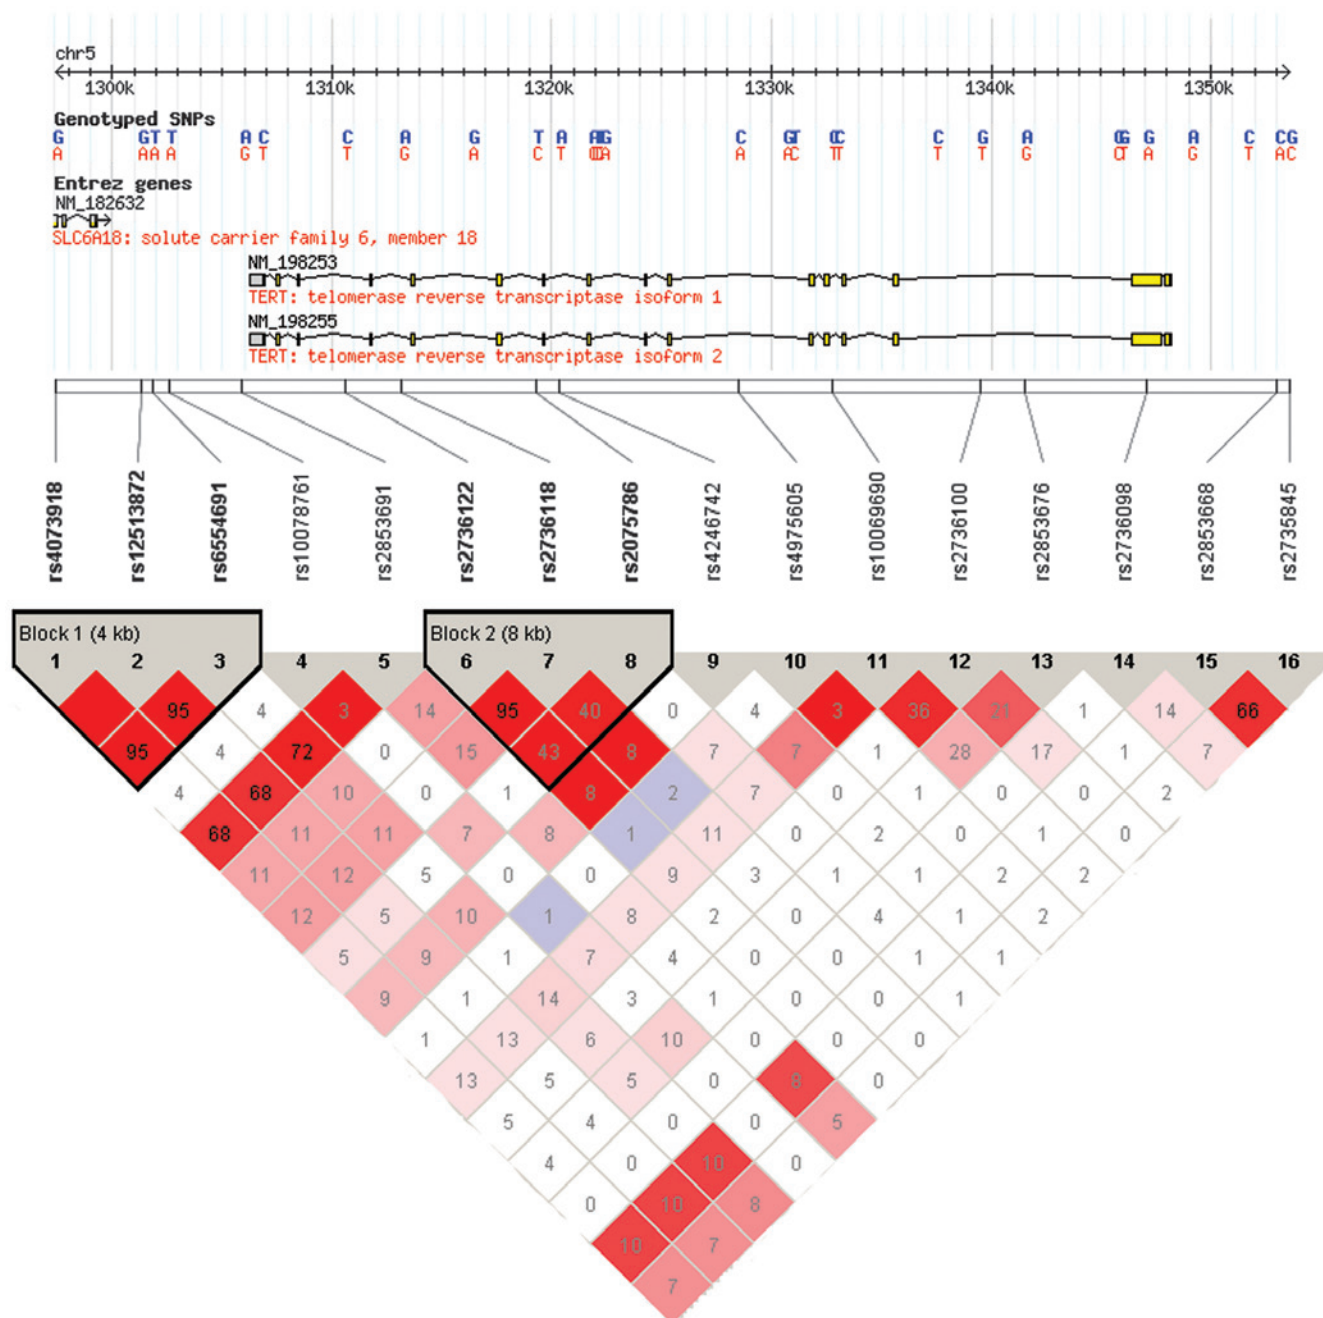 chr5
1300k 1310k 1320k 1330k 1340k 1350k
Genotyped SNPs
G GT T A C C A G T A G C GT C G A G A C CG
A AA A G T T G A C T A A AC T T G A G T AC
Entrez genes
NM_182632
SLC6A18: solute carrier family 6, member 18
NM_198253
TERT: telomerase reverse transcriptase isoform 1
NM_198255
TERT: telomerase reverse transcriptase isoform 2
rs4073918 rs12513872 rs6554691 rs10078761 rs2853691 rs2736122 rs2736118 rs2075786 rs4246742 rs4975605 rs10069690 rs2736100 rs2853676 rs2736098 rs2853668 rs2735845
Block 1 (4 kb) Block 2 (8 kb)
1 2 3 4 5 6 7 8 9 10 11 12 13 14 15 16
95 4 3 14 95 40 0 4 3 36 21 1 14 66
95 4 72 0 15 43 8 7 7 1 28 17 1 7
4 68 10 0 1 8 2 7 0 1 0 0 2
68 11 11 7 8 1 11 0 2 0 1 0
11 12 5 0 0 9 3 1 1 2 2
12 5 10 1 8 2 0 4 1 2
5 9 1 7 4 0 0 1 1
9 1 14 3 1 0 0 1
1 13 6 10 0 0 0
13 5 5 0 8 0
5 4 0 0 5
4 0 10 0
0 10 8
10 7
7